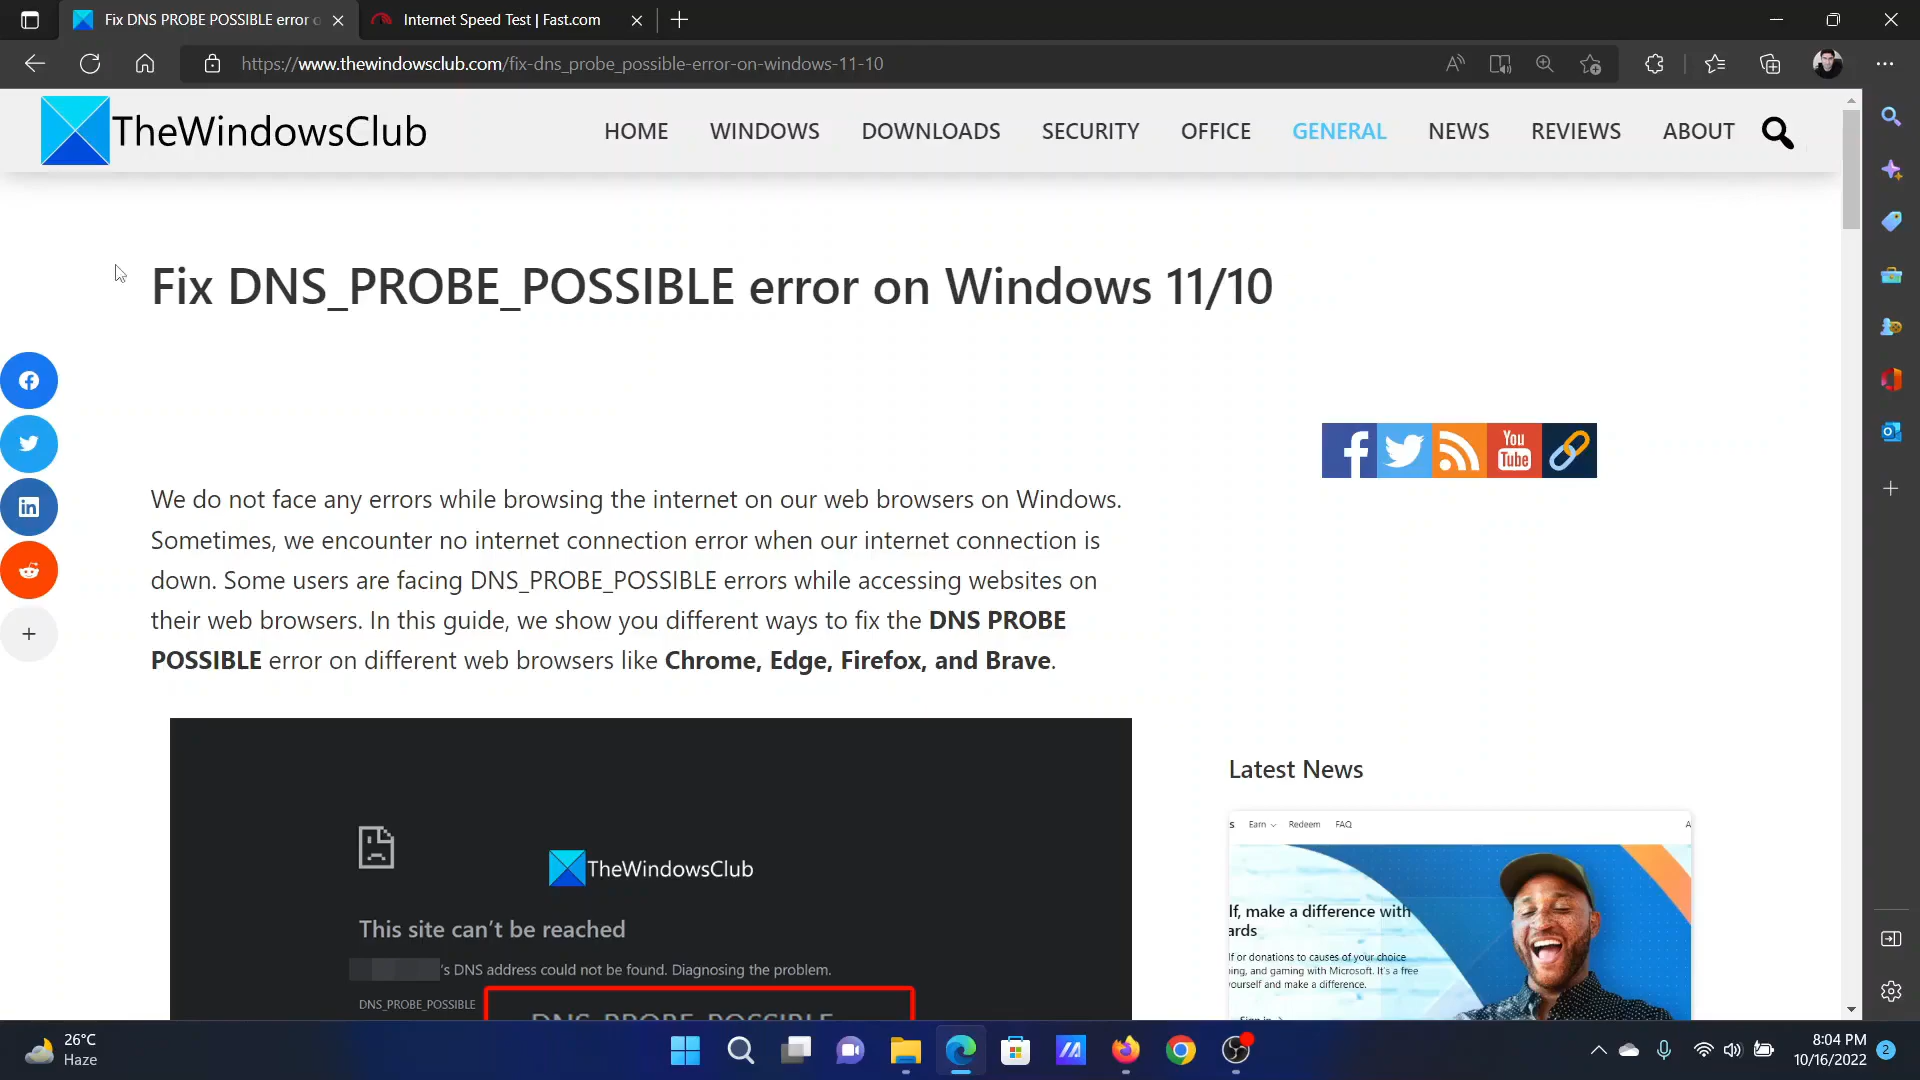 Fix DNS PROBE POSSIBLE error o
Internet Speed Test | Fast.com
https://www.thewindowsclub.com/fix-dns_probe_possible-error-on-windows-11-10
TheWindowsClub
HOME
WINDOWS
DOWNLOADS
SECURITY
OFFICE
GENERAL
NEWS
REVIEWS
ABOUT
Fix DNS_PROBE_POSSIBLE error on Windows 11/10
You
Tube
We do not face any errors while browsing the internet on our web browsers on Windows.
Sometimes, we encounter no internet connection error when our internet connection is
down. Some users are facing DNS_PROBE_POSSIBLE errors while accessing websites on
their web browsers. In this guide, we show you different ways to fix the DNS PROBE
POSSIBLE error on different web browsers like Chrome, Edge, Firefox, and Brave.
TheWindowsClub
This site can't be reached
's DNS address could not be found. Diagnosing the problem.
DNS_PROBE_POSSIBLE
DNS_PROBE_POSSIBLE
Latest News
s Earn Redeem FAQ A
lf, make a difference with
ards
lf or donations to causes of your choice
ing, and gaming with Microsoft. It's a free
ourself and make a difference.
Sign in >
26°C
Haze
8:04 PM
10/16/2022
2